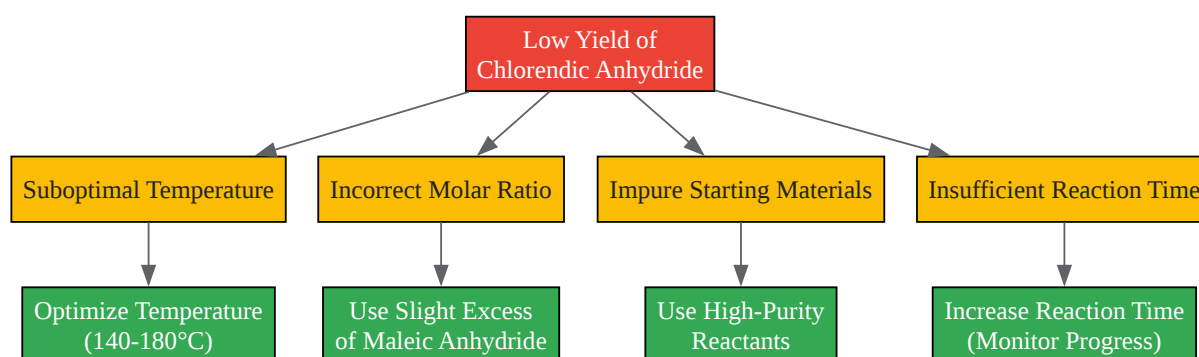 Low Yield of
Chlorendic Anhydride
Suboptimal Temperature
Incorrect Molar Ratio
Impure Starting Materials
Insufficient Reaction Time
Optimize Temperature
(140-180°C)
Use Slight Excess
of Maleic Anhydride
Use High-Purity
Reactants
Increase Reaction Time
(Monitor Progress)